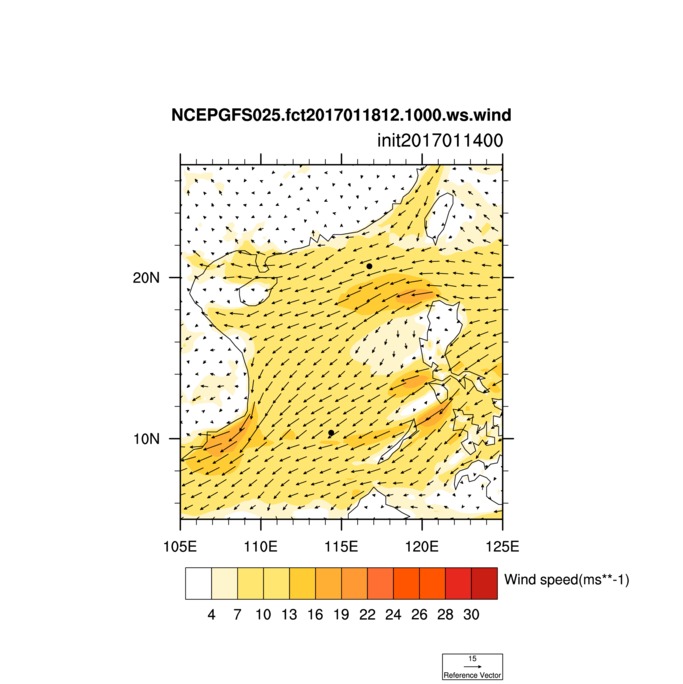 NCEPGFS025.fct2017011812.1000.ws.wind
init2017011400
20N
10N
105E 110E 115E 120E 125E
Wind speed(ms**-1)
4 7 10 13 16 19 22 24 26 28 30
15
Reference Vector